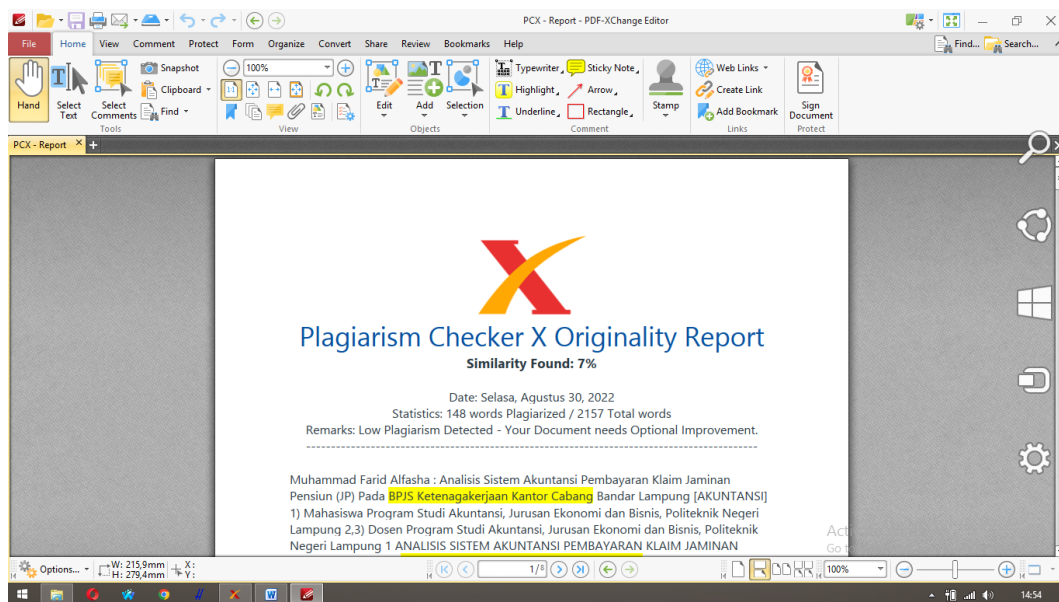 PCX - Report - PDF-XChange Editor
File Home View Comment Protect Form Organize Convert Share Review Bookmarks Help Find... Search...
Hand
Select Text
Select Comments
Snapshot
Clipboard
Find
Tools
100%
View
Edit
Add
Selection
Objects
Typewriter Sticky Note
Highlight Arrow
Underline Rectangle
Stamp
Comment
Web Links
Create Link
Add Bookmark
Links
Sign Document
Protect
PCX - Report
Plagiarism Checker X Originality Report
Similarity Found: 7%
Date: Selasa, Agustus 30, 2022
Statistics: 148 words Plagiarized / 2157 Total words
Remarks: Low Plagiarism Detected - Your Document needs Optional Improvement.
-------------------------------------------------------------------------------------------
Muhammad Farid Alfasha : Analisis Sistem Akuntansi Pembayaran Klaim Jaminan
Pensiun (JP) Pada BPJS Ketenagakerjaan Kantor Cabang Bandar Lampung [AKUNTANSI]
1) Mahasiswa Program Studi Akuntansi, Jurusan Ekonomi dan Bisnis, Politeknik Negeri
Lampung 2,3) Dosen Program Studi Akuntansi, Jurusan Ekonomi dan Bisnis, Politeknik
Negeri Lampung 1 ANALISIS SISTEM AKUNTANSI PEMBAYARAN KLAIM JAMINAN
Options... W: 215,9mm X:
H: 279,4mm Y:
1/8
100%
14:54